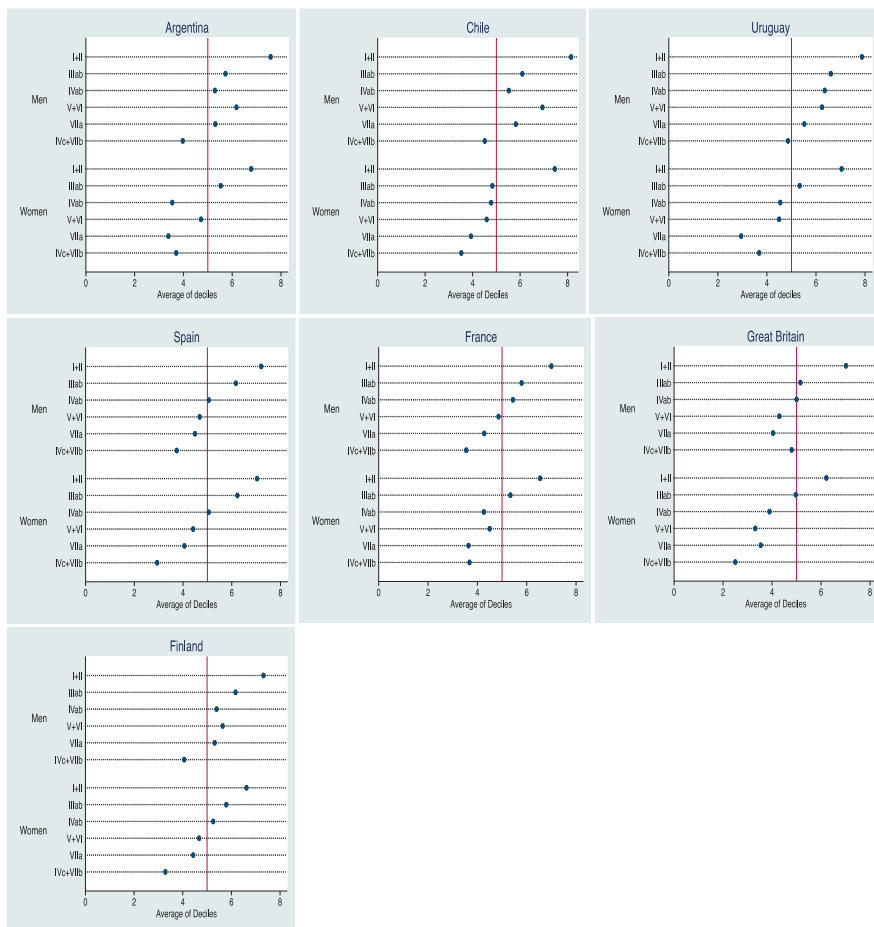 Argentina
Men
I+II
IIIab
IVab
V+VI
VIIa
IVc+VIIb
Women
I+II
IIIab
IVab
V+VI
VIIa
IVc+VIIb
0 2 4 6 8
Average of Deciles
Chile
Men
I+II
IIIab
IVab
V+VI
VIIa
IVc+VIIb
Women
I+II
IIIab
IVab
V+VI
VIIa
IVc+VIIb
0 2 4 6 8
Average of Deciles
Uruguay
Men
I+II
IIIab
IVab
V+VI
VIIa
IVc+VIIb
Women
I+II
IIIab
IVab
V+VI
VIIa
IVc+VIIb
0 2 4 6 8
Average of deciles
Spain
Men
I+II
IIIab
IVab
V+VI
VIIa
IVc+VIIb
Women
I+II
IIIab
IVab
V+VI
VIIa
IVc+VIIb
0 2 4 6 8
Average of Deciles
France
Men
I+II
IIIab
IVab
V+VI
VIIa
IVc+VIIb
Women
I+II
IIIab
IVab
V+VI
VIIa
IVc+VIIb
0 2 4 6 8
Average of Deciles
Great Britain
Men
I+II
IIIab
IVab
V+VI
VIIa
IVc+VIIb
Women
I+II
IIIab
IVab
V+VI
VIIa
IVc+VIIb
0 2 4 6 8
Average of Deciles
Finland
Men
I+II
IIIab
IVab
V+VI
VIIa
IVc+VIIb
Women
I+II
IIIab
IVab
V+VI
VIIa
IVc+VIIb
0 2 4 6 8
Average of Deciles